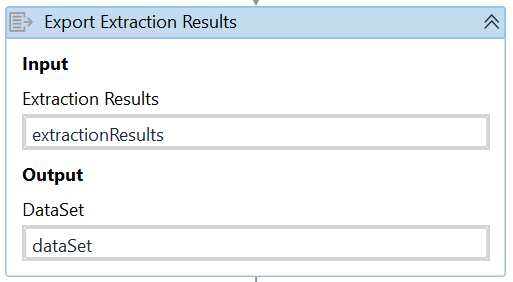 Export Extraction Results
Input
Extraction Results
extractionResults
Output
DataSet
dataSet